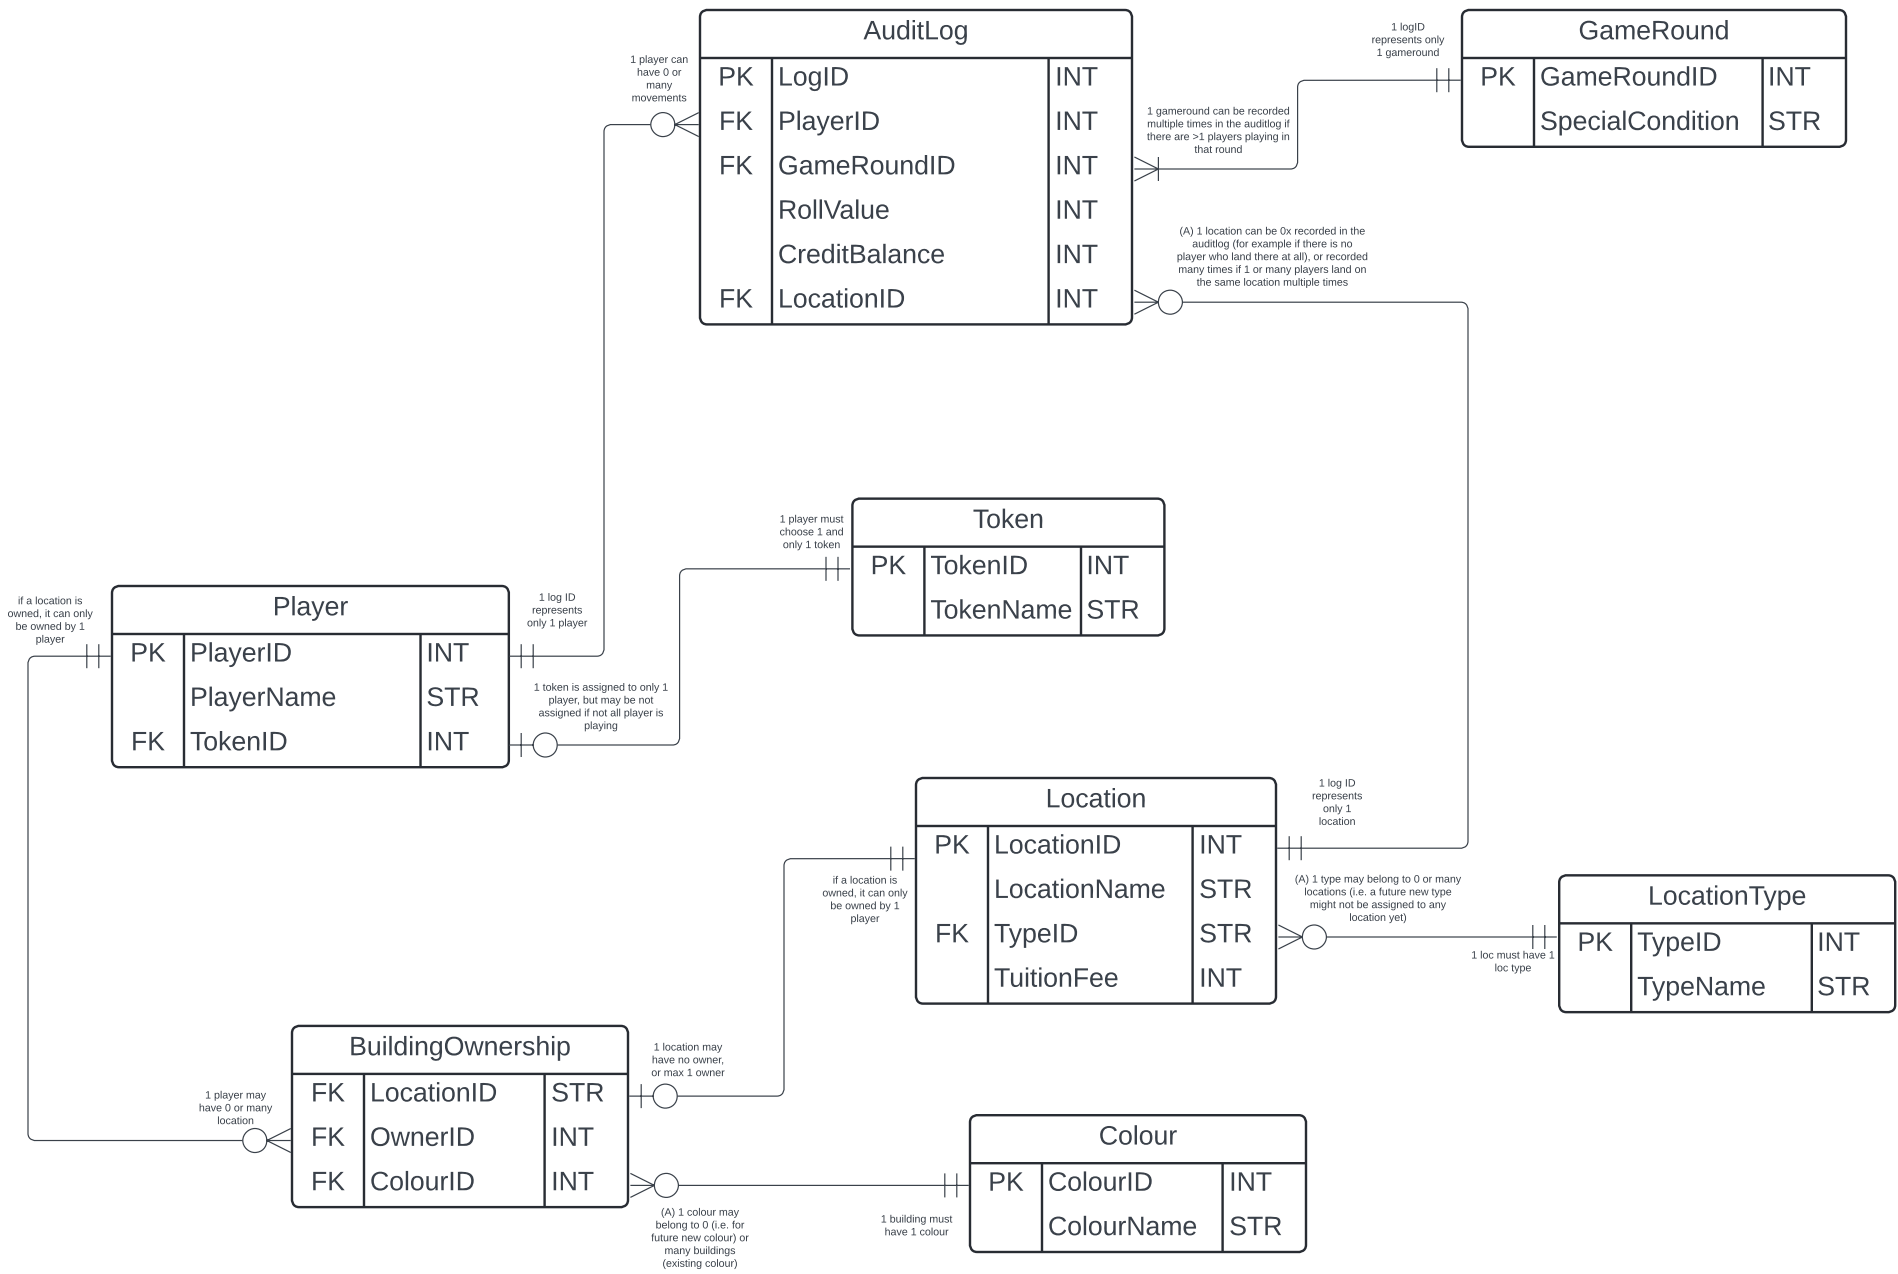 AuditLog
PK LogID INT
FK PlayerID INT
FK GameRoundID INT
RollValue INT
CreditBalance INT
FK LocationID INT
GameRound
PK GameRoundID INT
SpecialCondition STR
1 logID
represents only
1 gameround
1 player can
have 0 or
many
movements
1 gameround can be recorded
multiple times in the auditlog if
there are >1 players playing in
that round
(A) 1 location can be 0x recorded in the
auditlog (for example if there is no
player who land there at all), or recorded
many times if 1 or many players land on
the same location multiple times
Token
PK TokenID INT
TokenName STR
1 player must
choose 1 and
only 1 token
Player
PK PlayerID INT
PlayerName STR
FK TokenID INT
if a location is
owned, it can only
be owned by 1
player
1 log ID
represents
only 1 player
1 token is assigned to only 1
player, but may be not
assigned if not all player is
playing
Location
PK LocationID INT
LocationName STR
FK TypeID STR
TuitionFee INT
1 log ID
represents
only 1
location
if a location is
owned, it can only
be owned by 1
player
(A) 1 type may belong to 0 or many
locations (i.e. a future new type
might not be assigned to any
location yet)
1 loc must have 1
loc type
LocationType
PK TypeID INT
TypeName STR
BuildingOwnership
FK LocationID STR
FK OwnerID INT
FK ColourID INT
1 location may
have no owner,
or max 1 owner
1 player may
have 0 or many
location
(A) 1 colour may
belong to 0 (i.e. for
future new colour) or
many buildings
(existing colour)
1 building must
have 1 colour
Colour
PK ColourID INT
ColourName STR